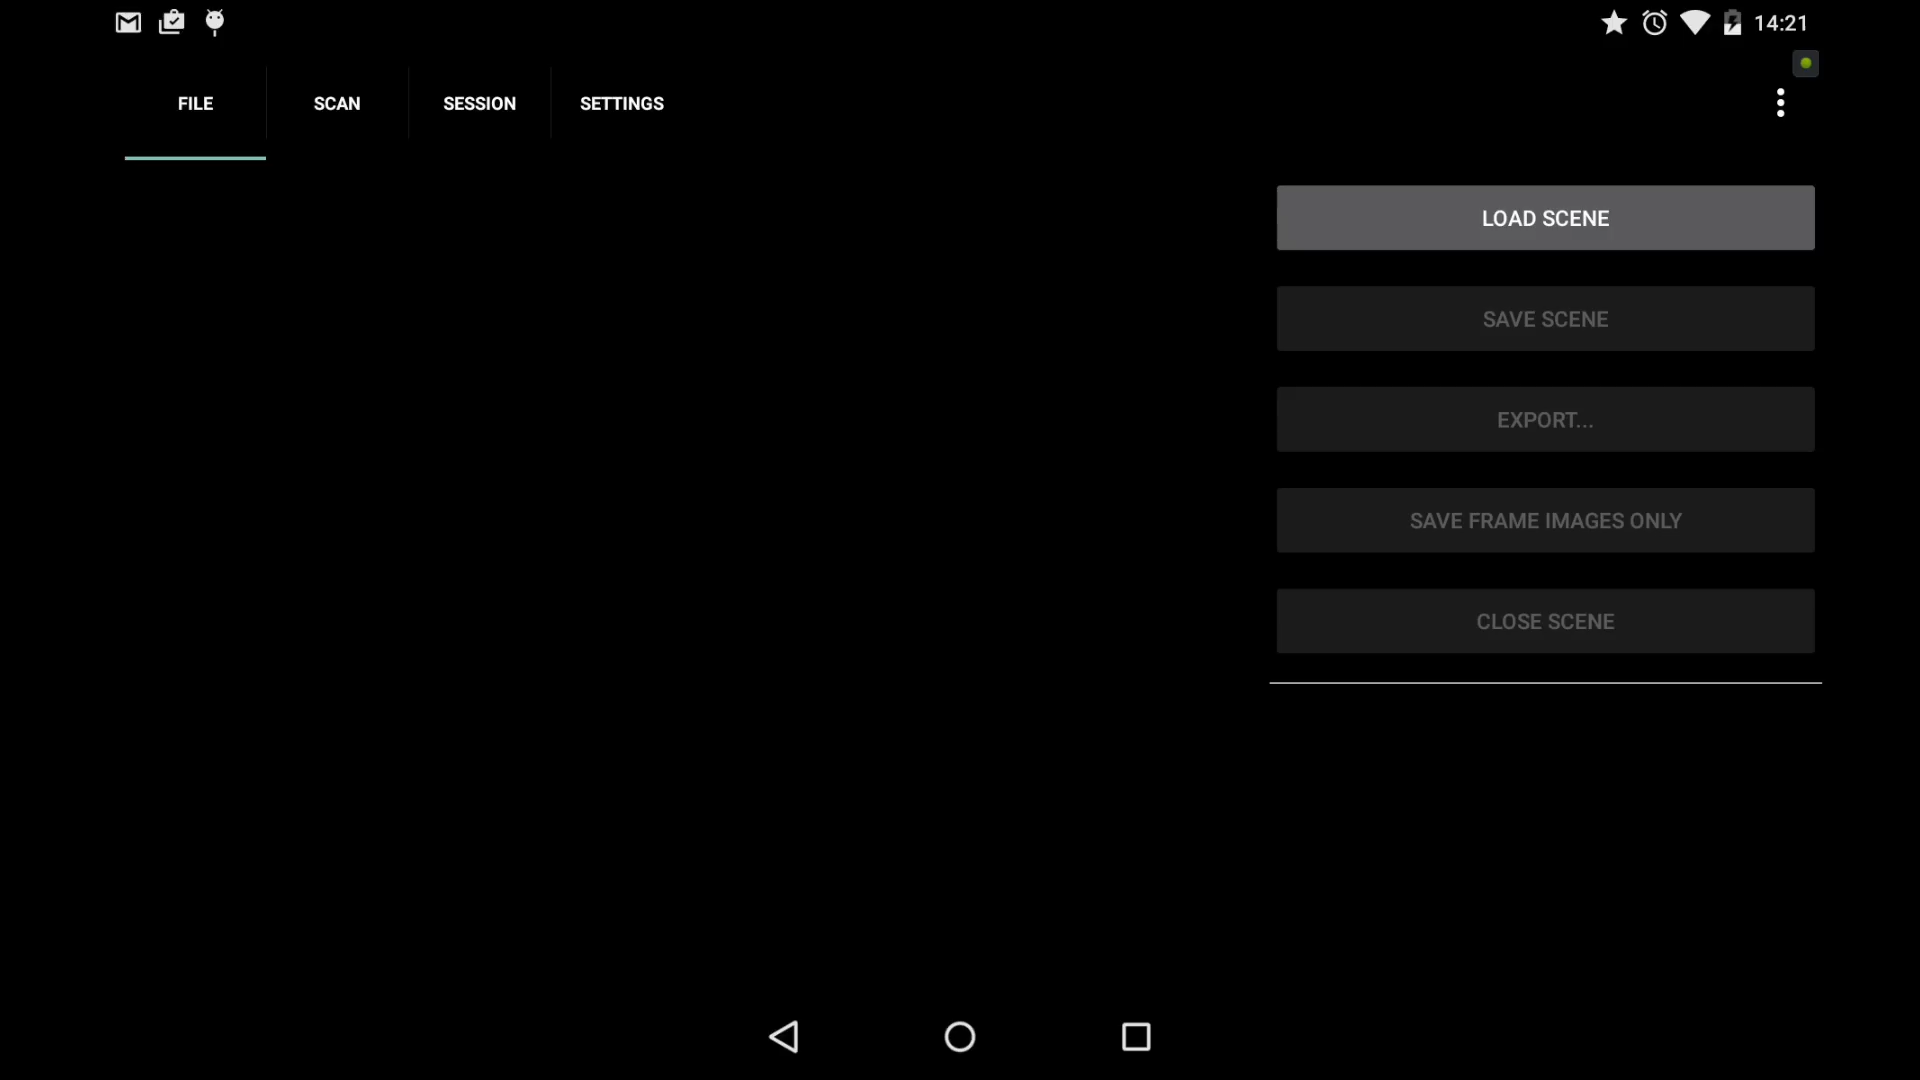 14:21
FILE
SCAN
SESSION
SETTINGS
LOAD SCENE
SAVE SCENE
EXPORT...
SAVE FRAME IMAGES ONLY
CLOSE SCENE